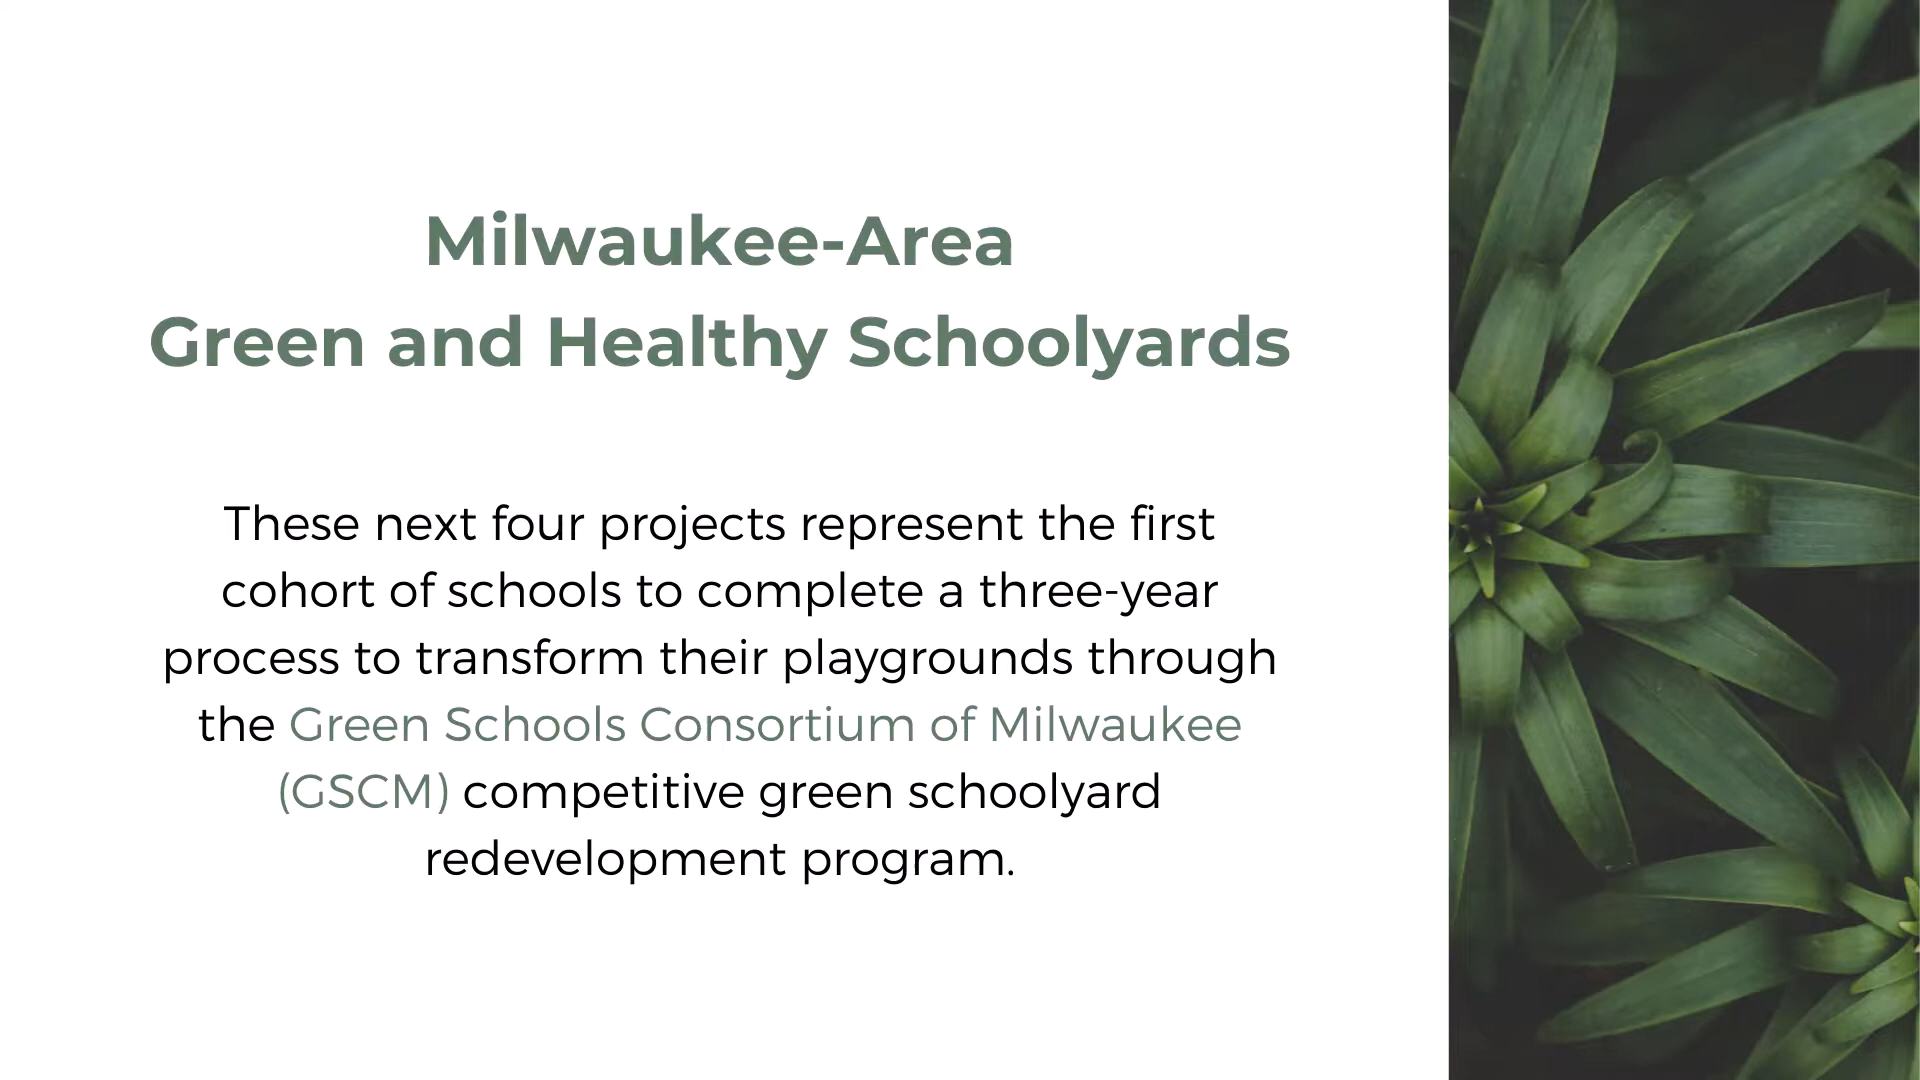 Milwaukee-Area
Green and Healthy Schoolyards
These next four projects represent the first
cohort of schools to complete a three-year
process to transform their playgrounds through
the Green Schools Consortium of Milwaukee
(GSCM) competitive green schoolyard
redevelopment program.